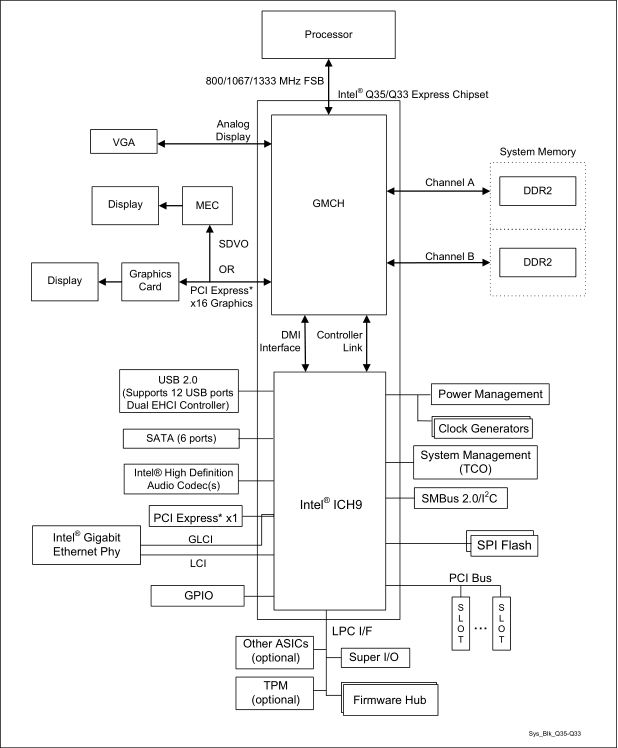 Processor
800/1067/1333 MHz FSB
Intel® Q35/Q33 Express Chipset
Analog
Display
VGA
GMCH
System Memory
Channel A
DDR2
Display
MEC
SDVO
OR
Channel B
DDR2
Display
Graphics
Card
PCI Express*
x16 Graphics
DMI
Interface
Controller
Link
USB 2.0
(Supports 12 USB ports
Dual EHCI Controller)
Power Management
Clock Generators
SATA (6 ports)
System Management
(TCO)
Intel® High Definition
Audio Codec(s)
Intel® ICH9
SMBus 2.0/I²C
PCI Express* x1
Intel® Gigabit
Ethernet Phy
GLCI
LCI
SPI Flash
PCI Bus
GPIO
SLOT
...
SLOT
LPC I/F
Other ASICs
(optional)
Super I/O
TPM
(optional)
Firmware Hub
Sys_Blk_Q35-Q33